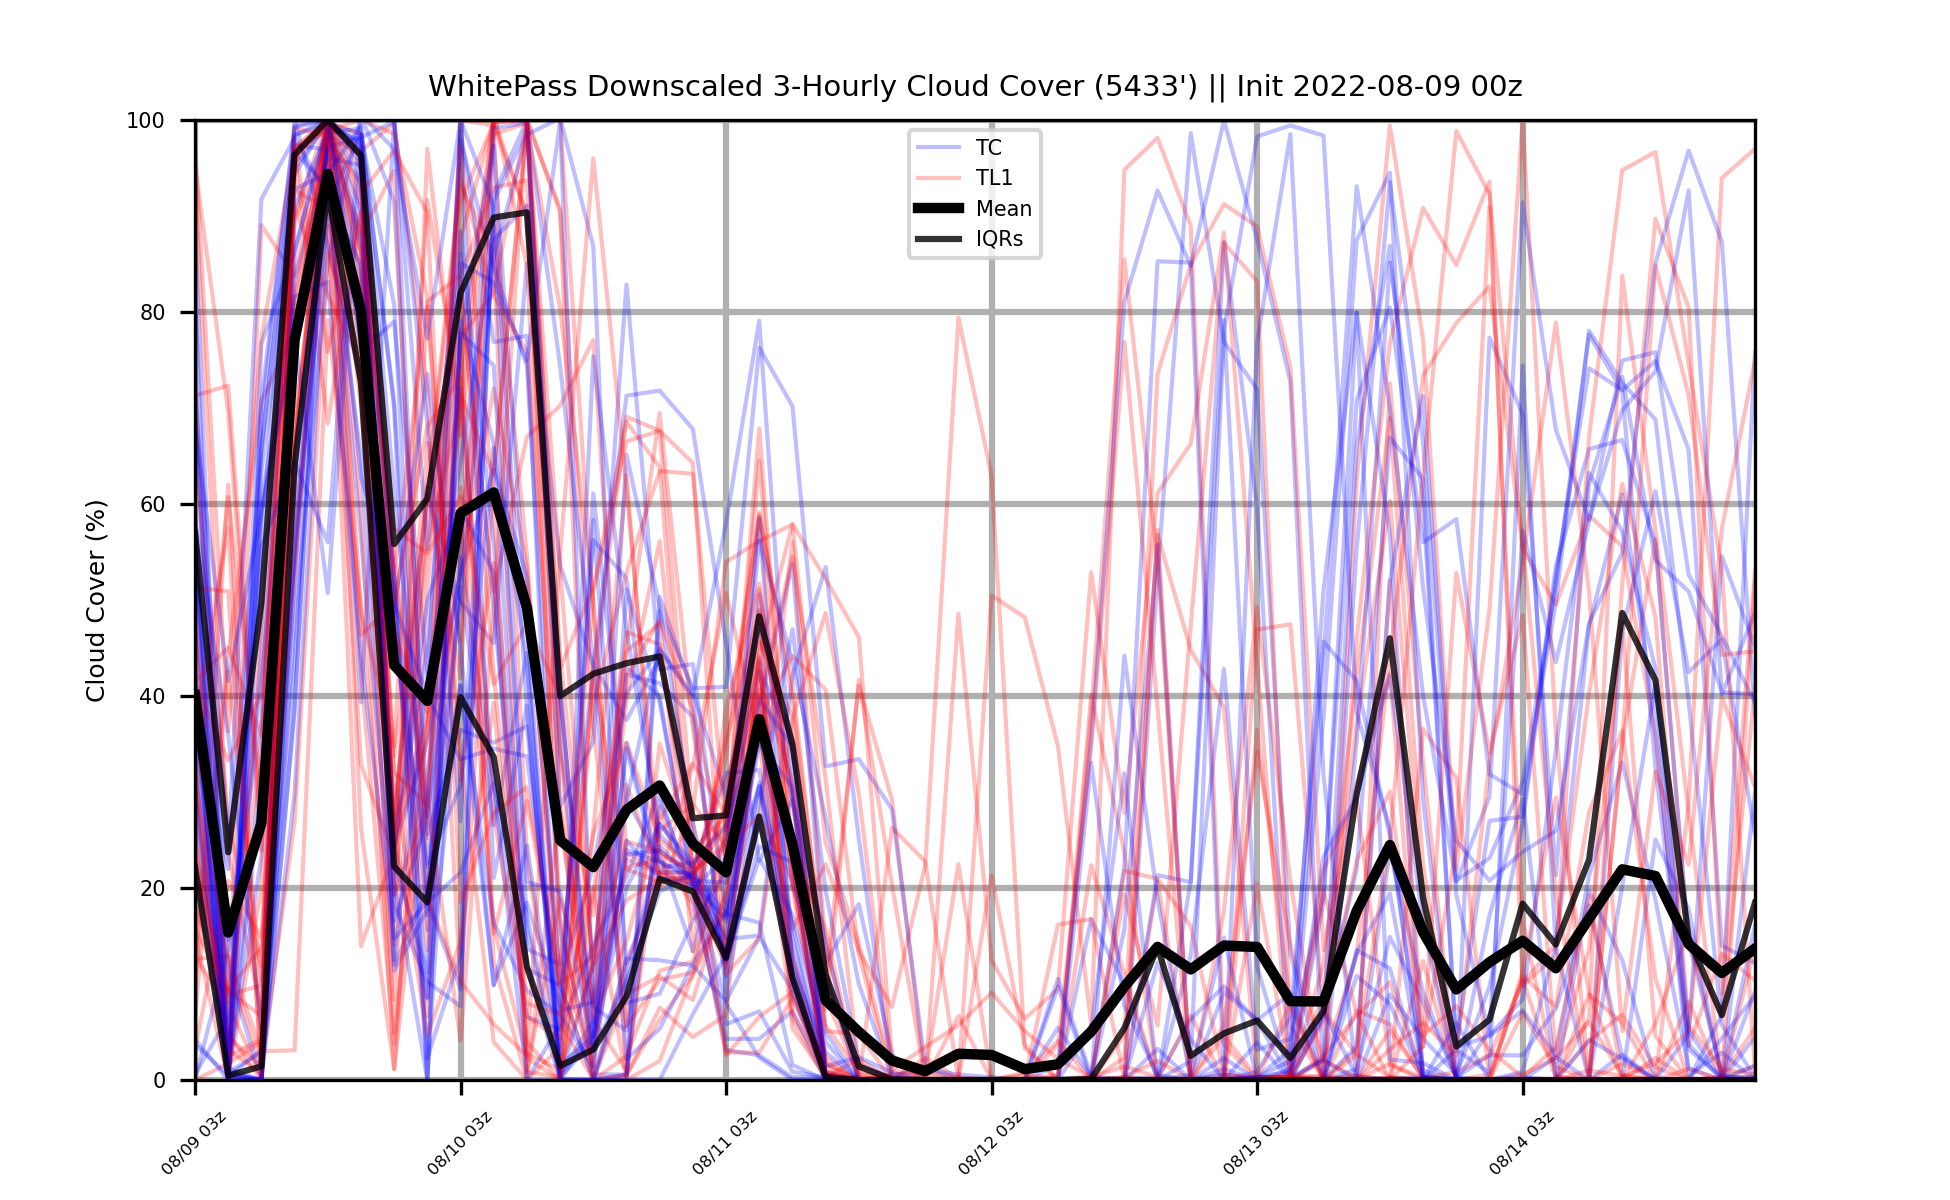 WhitePass Downscaled 3-Hourly Cloud Cover (5433') || Init 2022-08-09 00z
TC
TL1
Mean
IQRs
Cloud Cover (%)
100
80
60
40
20
0
08/09 03z
08/10 03z
08/11 03z
08/12 03z
08/13 03z
08/14 03z